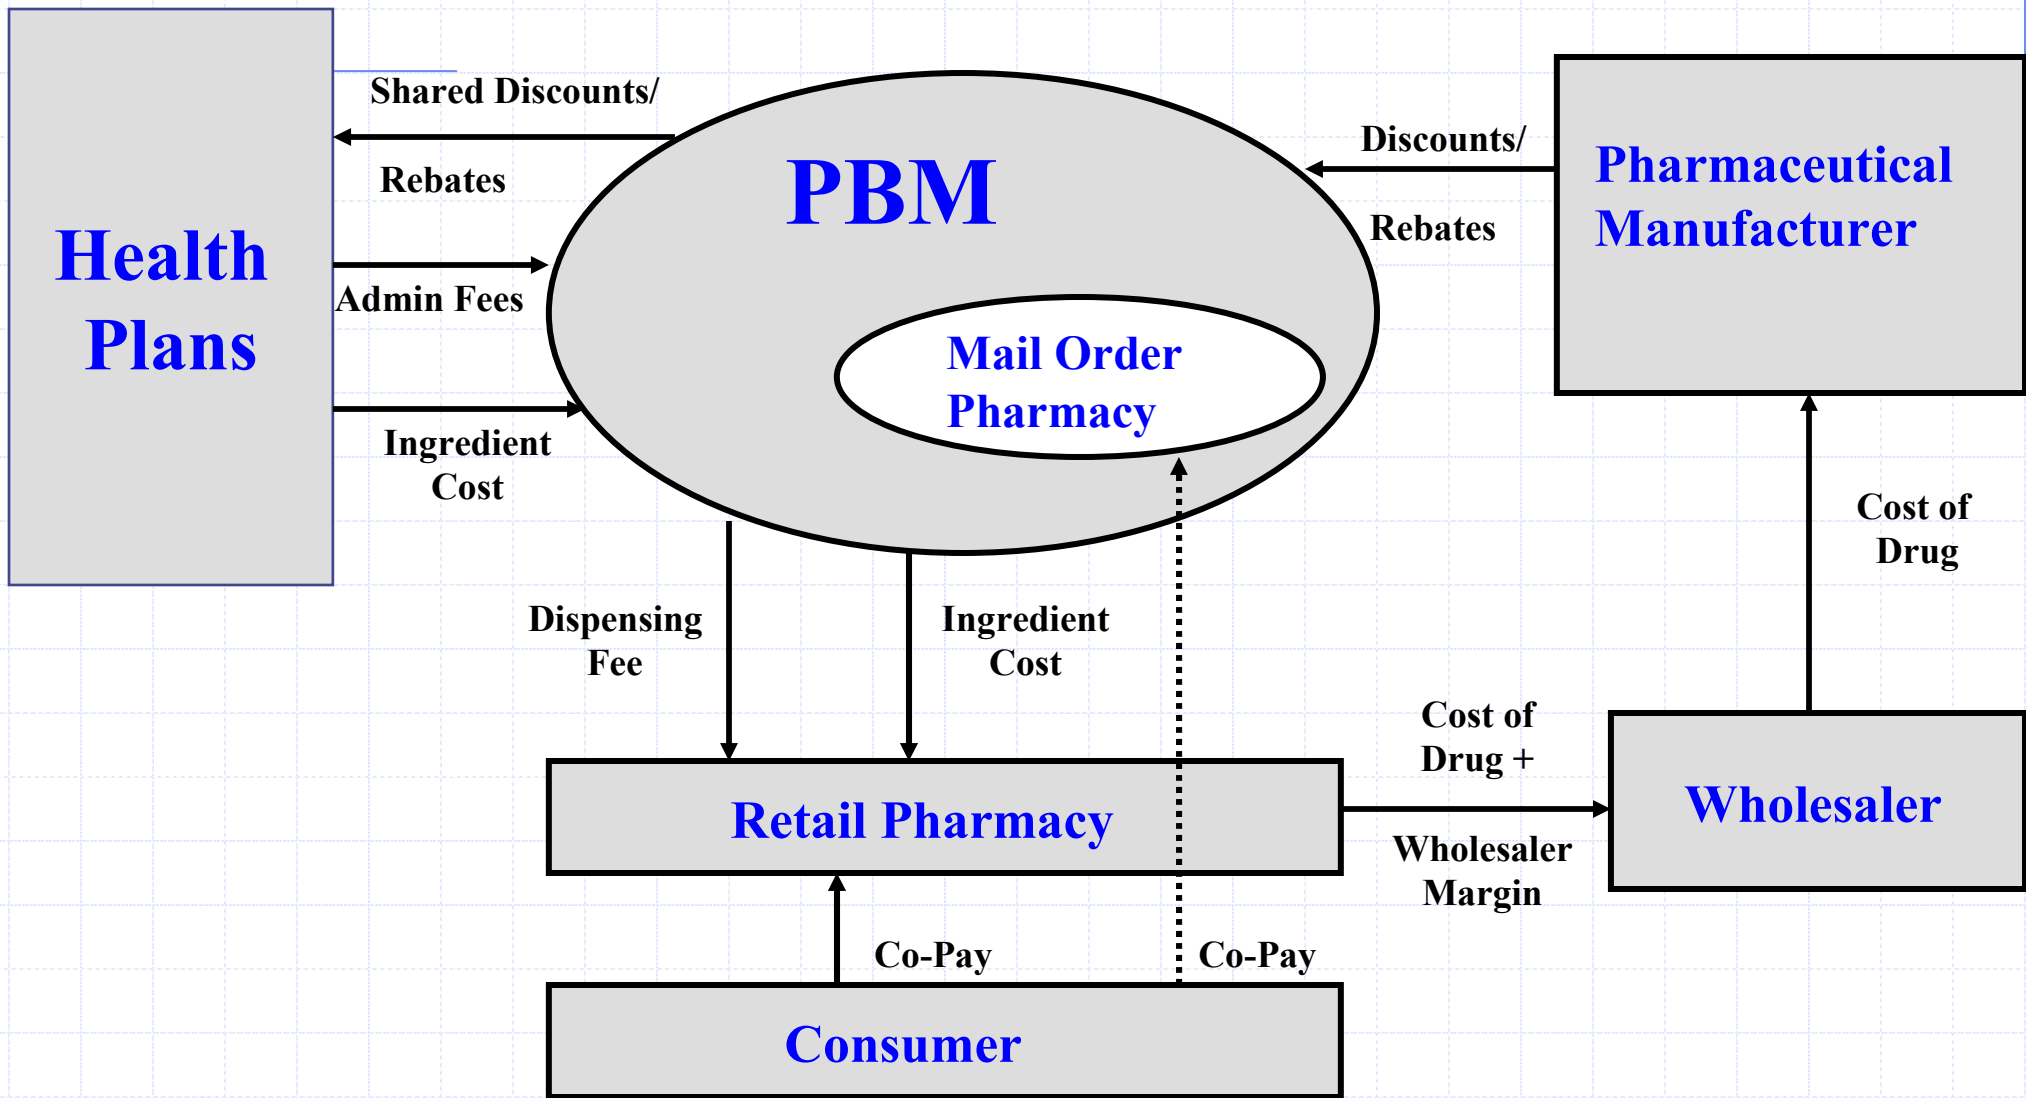 Shared Discounts/
Rebates
Health
Plans
Admin Fees
Ingredient
Cost
PBM
Mail Order
Pharmacy
Discounts/
Rebates
Pharmaceutical
Manufacturer
Cost of
Drug
Dispensing
Fee
Ingredient
Cost
Retail Pharmacy
Cost of
Drug +
Wholesaler
Margin
Wholesaler
Co-Pay
Co-Pay
Consumer